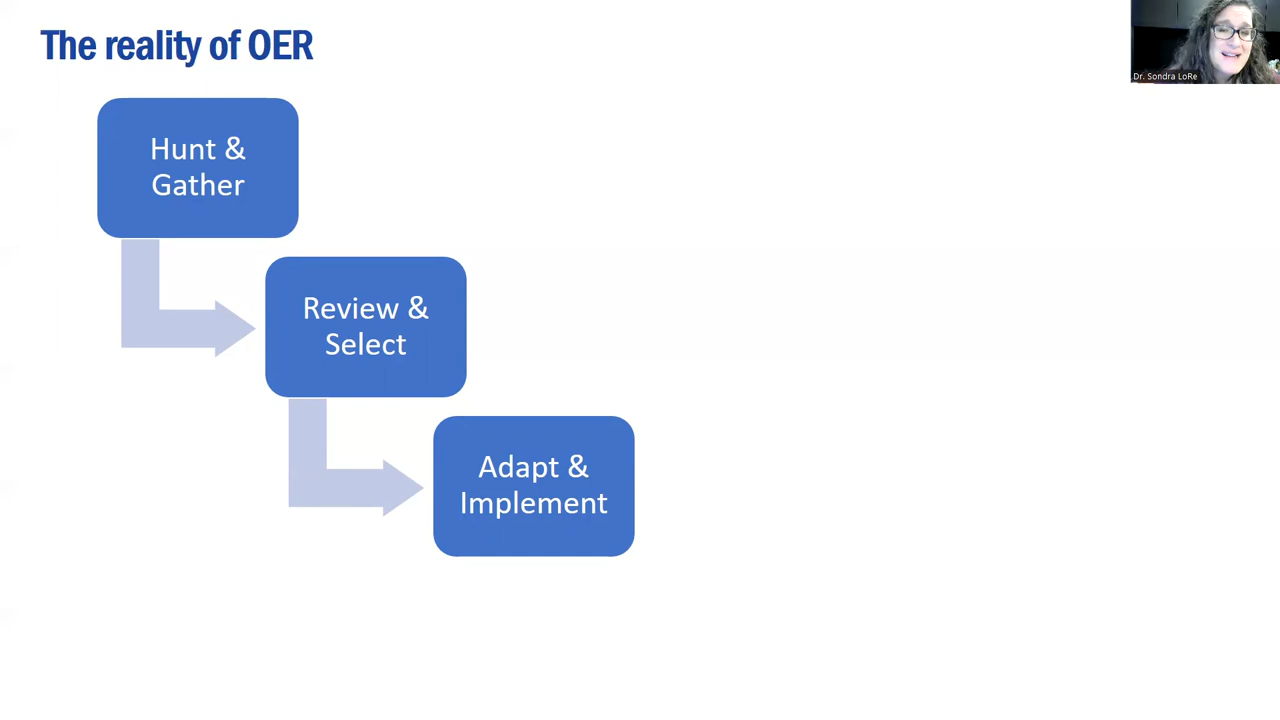 The reality of OER
Dr. Sondra LoRe
Hunt &
Gather
Review &
Select
Adapt &
Implement